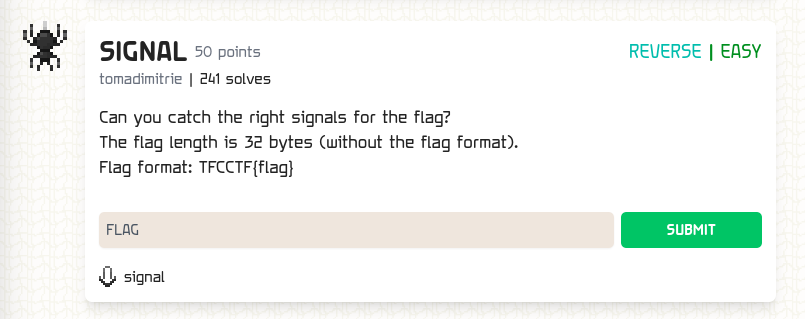 SIGNAL 50 points REVERSE | EASY
tomadimitrie | 241 solves
Can you catch the right signals for the flag?
The flag length is 32 bytes (without the flag format).
Flag format: TFCCTF{flag}
FLAG SUBMIT
signal